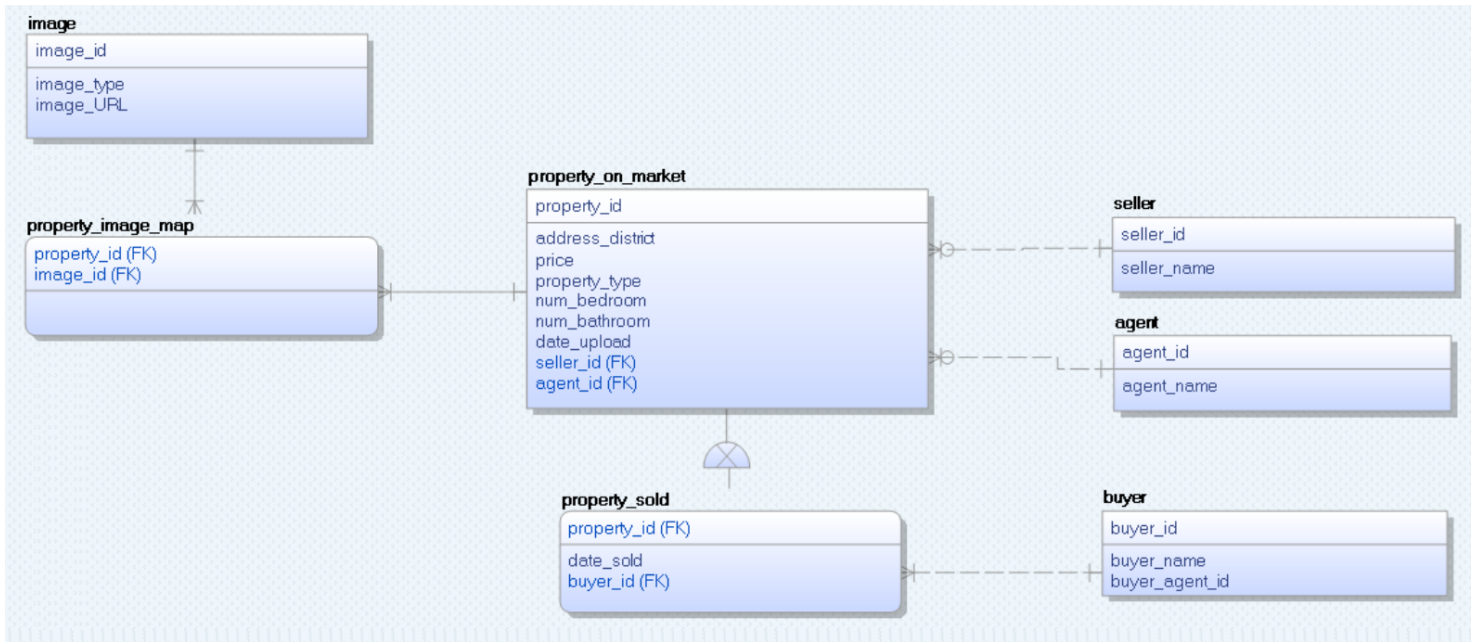 image
image_id
image_type
image_URL
property_image_map
property_id (FK)
image_id (FK)
property_on_market
property_id
address_district
price
property_type
num_bedroom
num_bathroom
date_upload
seller_id (FK)
agent_id (FK)
seller
seller_id
seller_name
agent
agent_id
agent_name
property_sold
property_id (FK)
date_sold
buyer_id (FK)
buyer
buyer_id
buyer_name
buyer_agent_id